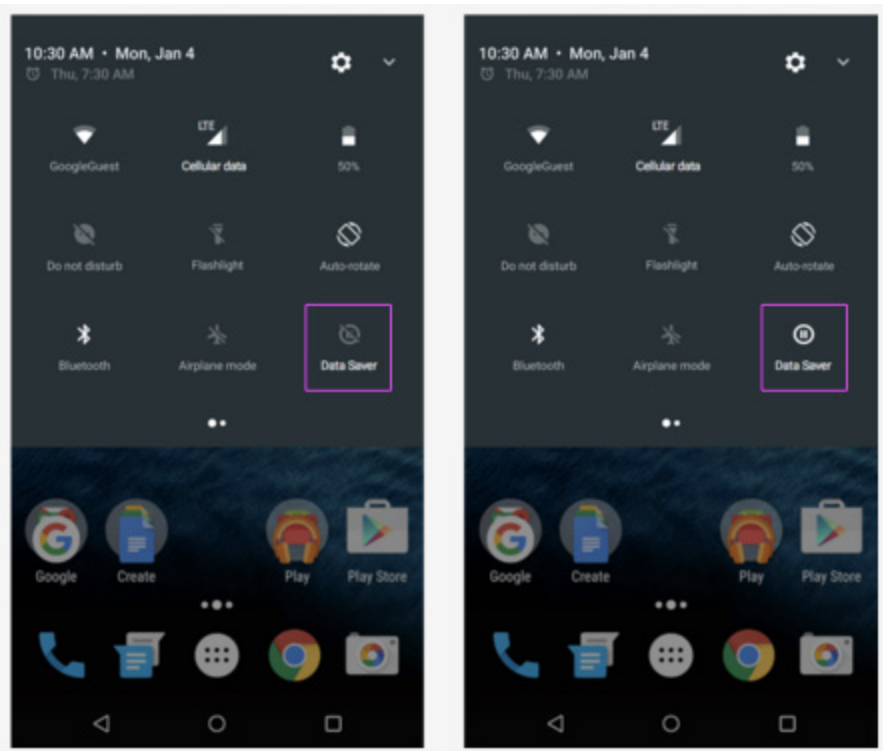 10:30 AM • Mon, Jan 4
Thu, 7:30 AM
LTE
GoogleGuest
Cellular data
50%
Do not disturb
Flashlight
Auto-rotate
Bluetooth
Airplane mode
Data Saver
G
Google
Create
Play
Play Store
10:30 AM • Mon, Jan 4
Thu, 7:30 AM
LTE
GoogleGuest
Cellular data
50%
Do not disturb
Flashlight
Auto-rotate
Bluetooth
Airplane mode
Data Saver
G
Google
Create
Play
Play Store